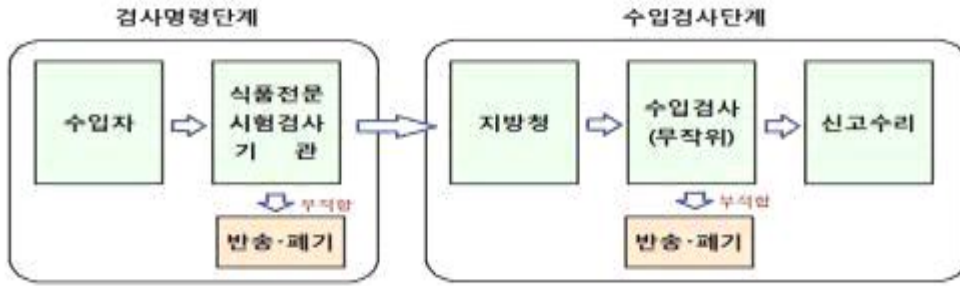 검사명령단계
수입검사단계
수입자
식품전문
시험검사
기 관
지방청
수입검사
(무작위)
신고수리
부적합
반송·폐기
부적합
반송·폐기